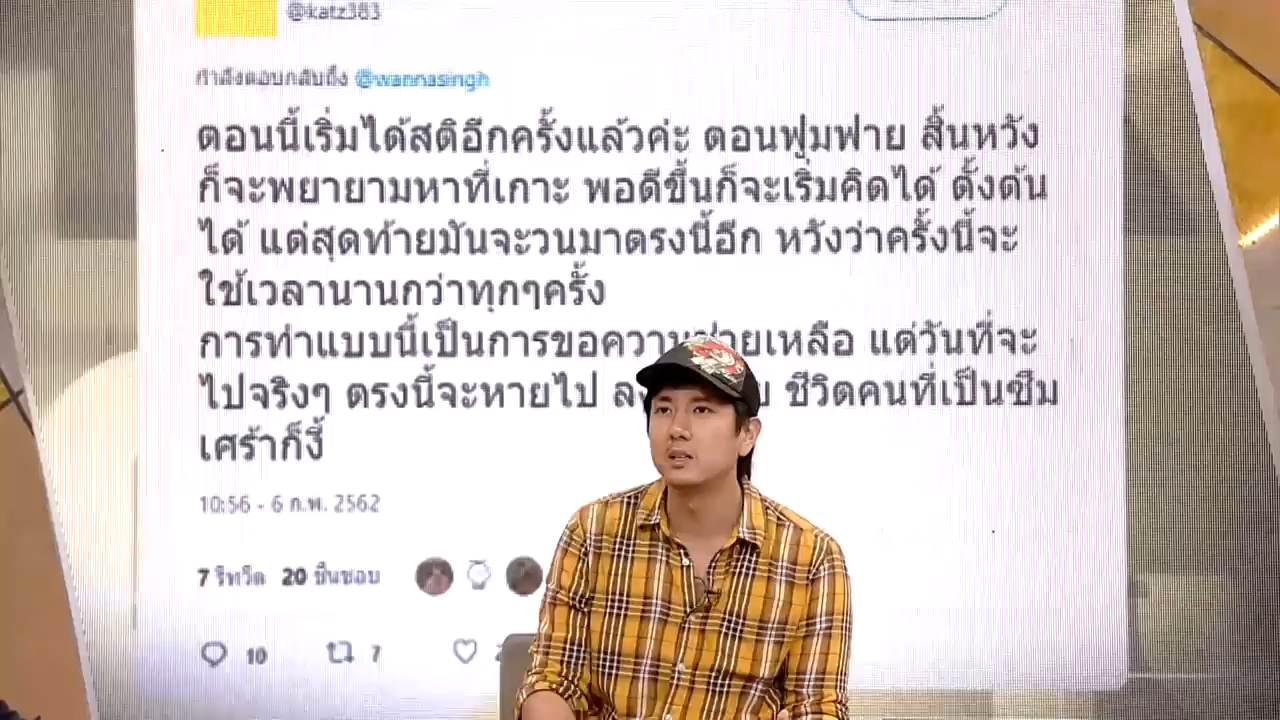 @katz383
กำลังตอบกลับถึง @wannasingh
ตอนนี้เริ่มได้สติอีกครั้งแล้วค่ะ ตอนฟูมฟาย สิ้นหวัง
ก็จะพยายามหาที่เกาะ พอดีขึ้นก็จะเริ่มคิดได้ ตั้งต้น
ได้ แต่สุดท้ายมันจะวนมาตรงนี้อีก หวังว่าครั้งนี้จะ
ใช้เวลานานกว่าทุกๆครั้ง
การทำแบบนี้เป็นการขอความช่วยเหลือ แต่วันที่จะ
ไปจริงๆ ตรงนี้จะหายไป ชีวิตคนที่เป็นซึม
เศร้าก็งี้
10:56 - 6 ก.พ. 2562
7 รีทวีต 20 ชื่นชอบ
10 7